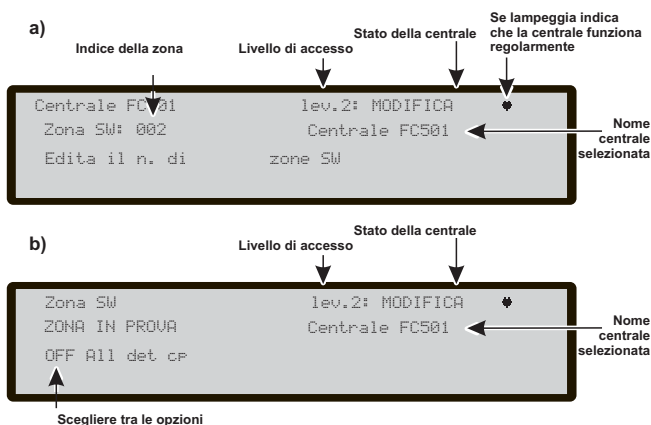 a)
Indice della zona
Livello di accesso
Stato della centrale
Se lampeggia indica
che la centrale funziona
regolarmente
Centrale FC501 lev.2: MODIFICA
Zona SW: 002 Centrale FC501
Edita il n. di zone SW
Nome
centrale
selezionata
b)
Livello di accesso
Stato della centrale
Zona SW lev.2: MODIFICA
ZONA IN PROVA Centrale FC501
OFF All det cp
Nome
centrale
selezionata
Scegliere tra le opzioni